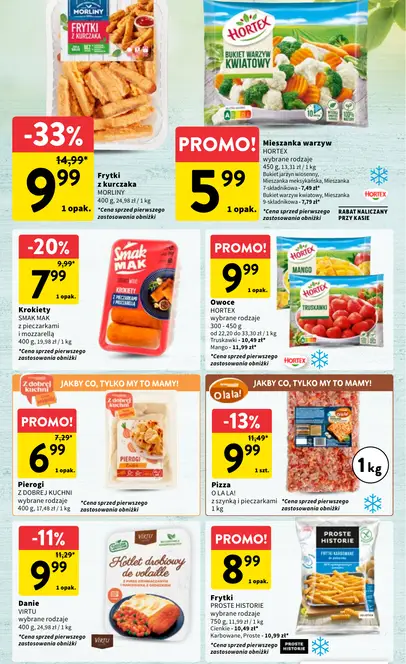 MORLINY
FRYTKI
Z KURCZAKA
HORTEX
BUKIET WARZYW
KWIATOWY
-33%
14,99*
9 99
1 opak.
Frytki
z kurczaka
MORLINY
400 g, 24,98 zł / 1 kg
*Cena sprzed pierwszego
zastosowania obniżki
PROMO!
5 99
1 opak.
Mieszanka warzyw
HORTEX
wybrane rodzaje
450 g, 13,31 zł / 1 kg
Bukiet jarzyn wiosenny,
Mieszanka meksykańska, Mieszanka
7-składnikowa - 7,49 zł*
Bukiet warzyw kwiatowy, Mieszanka
9-składnikowa - 7,79 zł*
*Cena sprzed pierwszego
zastosowania obniżki
HORTEX
RABAT NALICZANY
PRZY KASIE
-20%
9,99*
7 99
1 opak.
Krokiety
SMAK MAK
z pieczarkami
i mozzarellą
400 g, 19,98 zł / 1 kg
*Cena sprzed pierwszego
zastosowania obniżki
Smak
MAK
KROKIETY
Z PIECZARKAMI
I MOZZARELLĄ
PROMO!
9 99
1 opak.
Owoce
HORTEX
wybrane rodzaje
300 - 450 g
od 22,20 do 33,30 zł / 1 kg
Truskawki - 10,49 zł*
Mango - 11,99 zł*
*Cena sprzed pierwszego
zastosowania obniżki
HORTEX
MANGO
HORTEX
TRUSKAWKI
HORTEX
Z dobrej
kuchni
JAKBY CO, TYLKO MY TO MAMY!
PROMO!
7,29*
6 99
1 opak.
Pierogi
Z DOBREJ KUCHNI
wybrane rodzaje
400 g, 17,48 zł / 1 kg
PIEROGI
*Cena sprzed pierwszego
zastosowania obniżki
O la la!
JAKBY CO, TYLKO MY TO MAMY!
-13%
11,49*
9 99
1 szt.
Pizza
O LA LA!
z szynką i pieczarkami
1 kg
*Cena sprzed pierwszego
zastosowania obniżki
1 kg
-11%
11,29*
9 99
1 opak.
Danie
VIRTU
wybrane rodzaje
400 g, 24,98 zł / 1 kg
*Cena sprzed pierwszego
zastosowania obniżki
VIRTU
VIRTU
Kotlet drobiowy
de volaille
PROMO!
8 99
1 opak.
Frytki
PROSTE HISTORIE
wybrane rodzaje
750 g, 11,99 zł / 1 kg
Cienkie - 10,49 zł*
Karbowane, Proste - 10,99 zł*
*Cena sprzed pierwszego
zastosowania obniżki
PROSTE
HISTORIE
PROSTE
HISTORIE
FRYTKI KARBOWANE